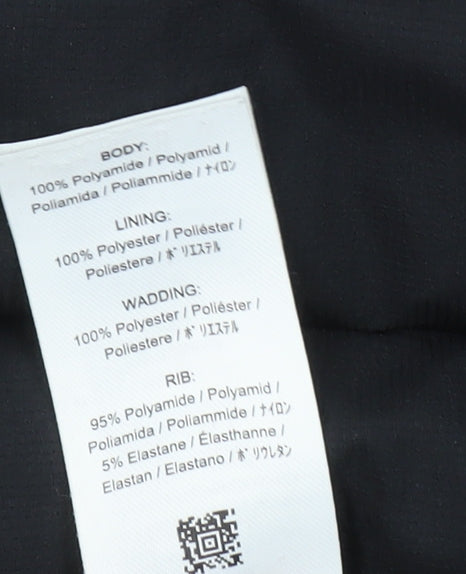 BODY:
100% Polyamide / Polyamid /
Poliamida / Poliammide / ﾅｲﾛﾝ
LINING:
100% Polyester / Poliéster /
Poliestere / ﾎﾟﾘｴｽﾃﾙ
WADDING:
100% Polyester / Poliéster /
Poliestere / ﾎﾟﾘｴｽﾃﾙ
RIB:
95% Polyamide / Polyamid /
Poliamida / Poliammide / ﾅｲﾛﾝ
5% Elastane / Élasthanne /
Elastan / Elastano / ﾎﾟﾘｳﾚﾀﾝ